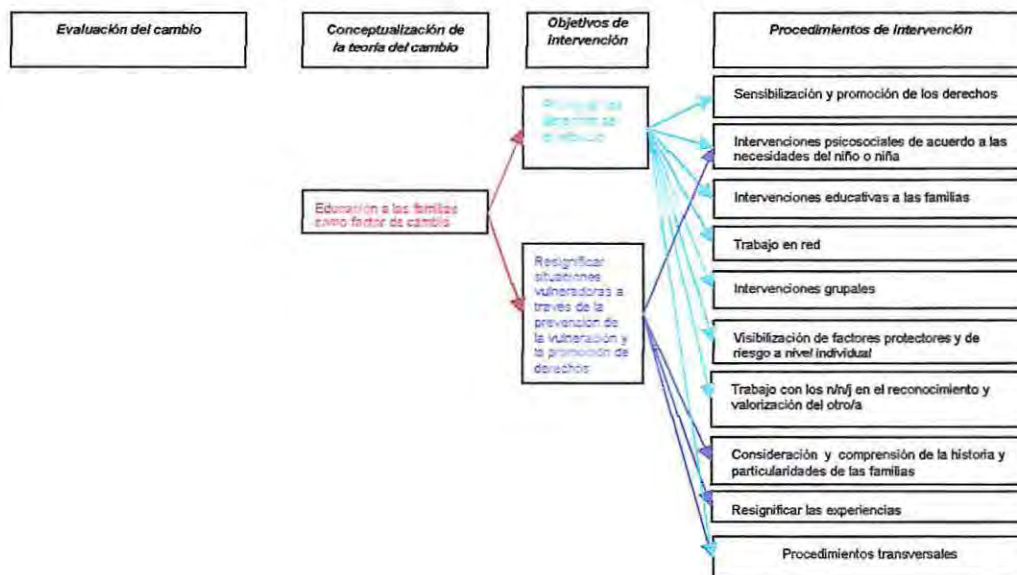 Evaluación del cambio
Conceptualización de
la teoría del cambio
Objetivos de
intervención
Procedimientos de intervención
Educación a las familias
como factor de cambio
Resignificar
situaciones
vulneradoras a
través de la
prevención de
la vulneración y
la promoción de
derechos
Sensibilización y promoción de los derechos
Intervenciones psicosociales de acuerdo a las
necesidades del niño o niña
Intervenciones educativas a las familias
Trabajo en red
Intervenciones grupales
Visibilización de factores protectores y de
riesgo a nivel individual
Trabajo con los n/n/j en el reconocimiento y
valorización del otro/a
Consideración y comprensión de la historia y
particularidades de las familias
Resignificar las experiencias
Procedimientos transversales